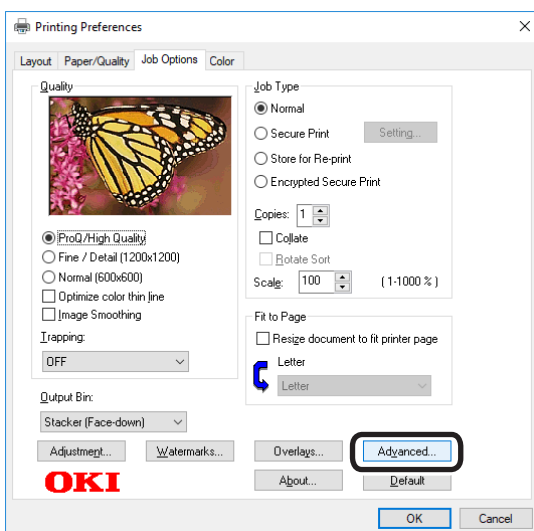 Printing Preferences
Layout Paper/Quality Job Options Color
Quality
ProQ/High Quality
Fine / Detail (1200x1200)
Normal (600x600)
Optimize color thin line
Image Smoothing
Trapping:
OFF
Output Bin:
Stacker (Face-down)
Job Type
Normal
Secure Print Setting...
Store for Re-print
Encrypted Secure Print
Copies: 1
Collate
Rotate Sort
Scale: 100 (1-1000 %)
Fit to Page
Resize document to fit printer page
Letter
Letter
Adjustment... Watermarks... Overlays... Advanced...
OKI About... Default
OK Cancel